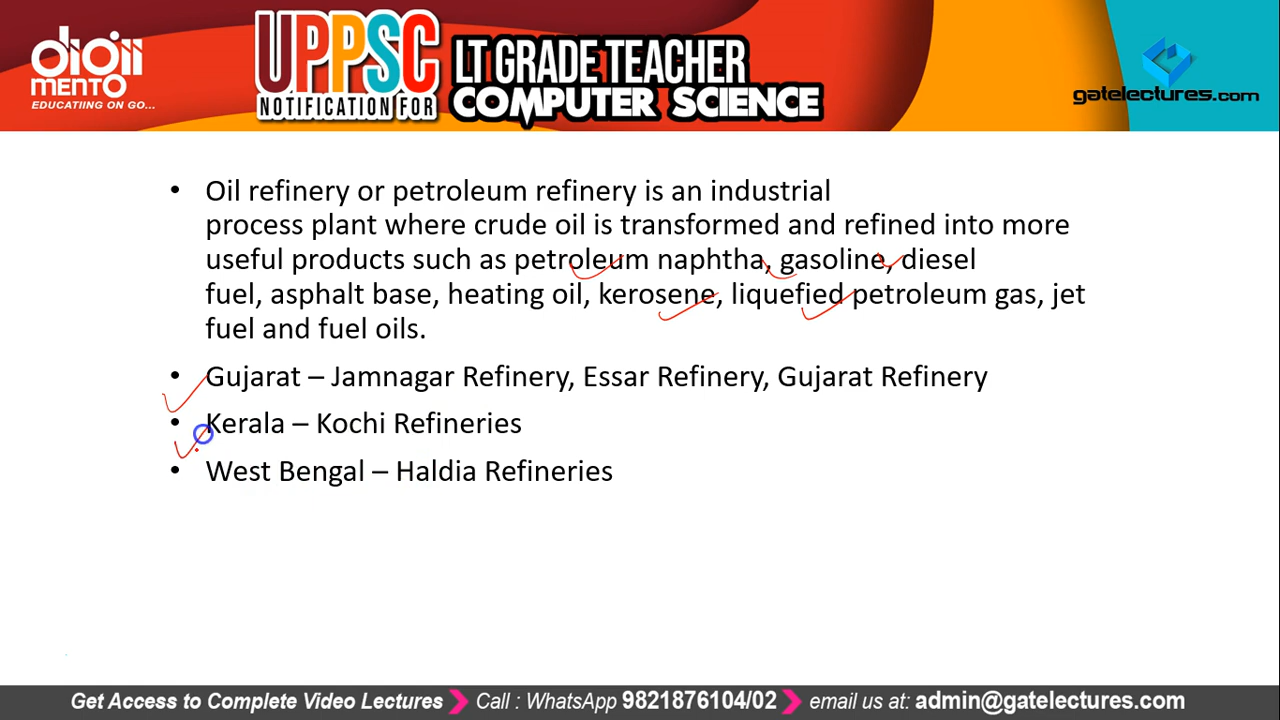 digii
MENTO
EDUCATIING ON GO...
UPPSC
NOTIFICATION FOR
LT GRADE TEACHER
COMPUTER SCIENCE
gatelectures.com
• Oil refinery or petroleum refinery is an industrial
process plant where crude oil is transformed and refined into more
useful products such as petroleum naphtha, gasoline, diesel
fuel, asphalt base, heating oil, kerosene, liquefied petroleum gas, jet
fuel and fuel oils.
• Gujarat – Jamnagar Refinery, Essar Refinery, Gujarat Refinery
• Kerala – Kochi Refineries
• West Bengal – Haldia Refineries
Get Access to Complete Video Lectures Call : WhatsApp 9821876104/02 email us at: admin@gatelectures.com